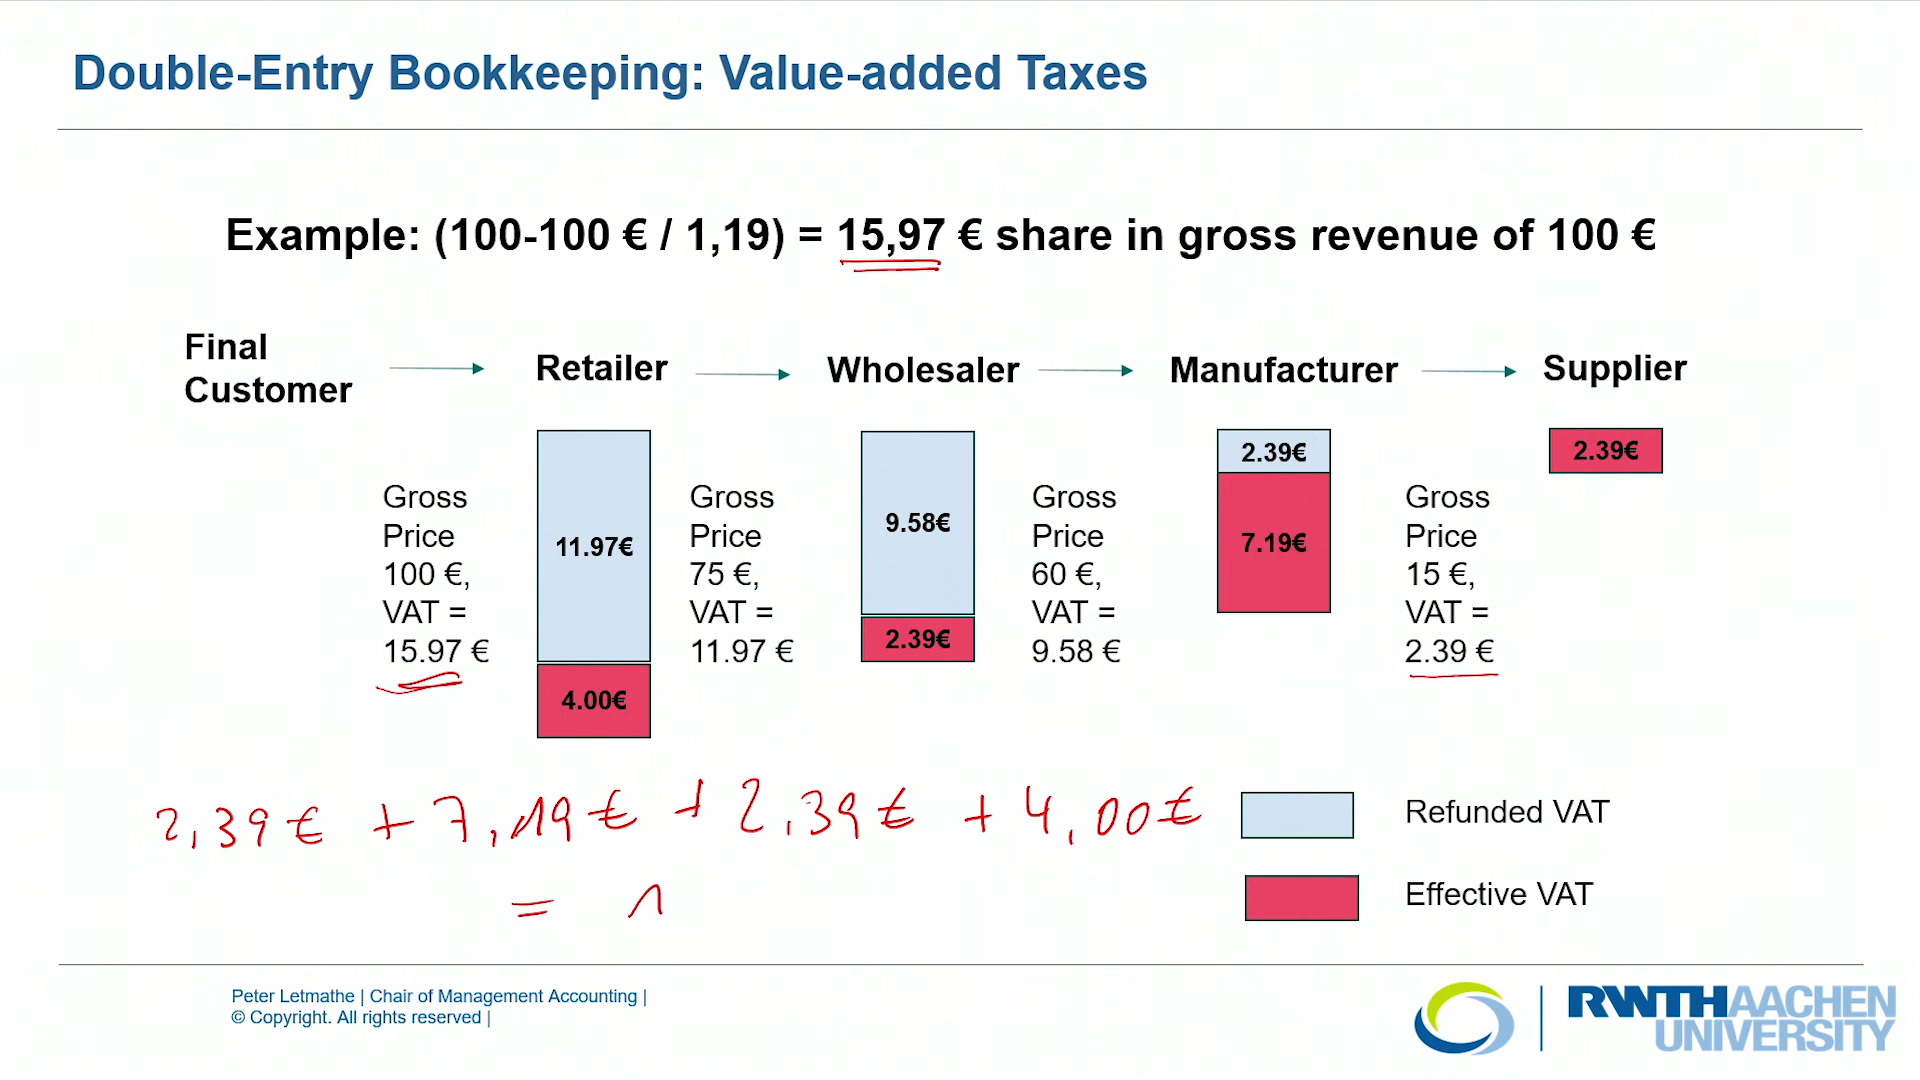 Double-Entry Bookkeeping: Value-added Taxes
Example: (100-100 € / 1,19) = 15,97 € share in gross revenue of 100 €
Final
Customer
Retailer
Wholesaler
Manufacturer
Supplier
Gross
Price
100 €,
VAT =
15.97 €
11.97€
4.00€
Gross
Price
75 €,
VAT =
11.97 €
9.58€
2.39€
Gross
Price
60 €,
VAT =
9.58 €
2.39€
7.19€
Gross
Price
15 €,
VAT =
2.39 €
2.39€
2,39€ + 7,19€ + 2,39€ + 4,00€
= 1
Refunded VAT
Effective VAT
Peter Letmathe | Chair of Management Accounting |
© Copyright. All rights reserved |
RWTHAACHEN
UNIVERSITY